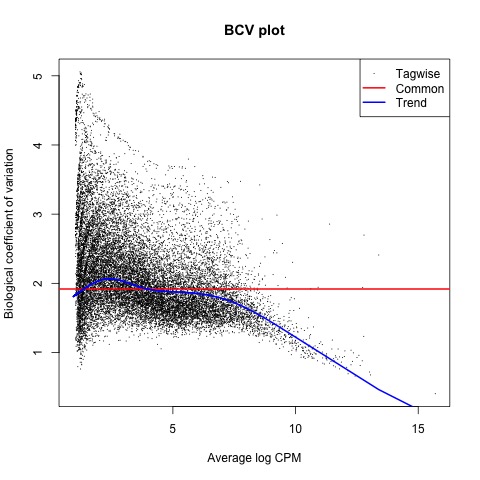 BCV plot
Tagwise
Common
Trend
Biological coefficient of variation
5
4
3
2
1
5
10
15
Average log CPM